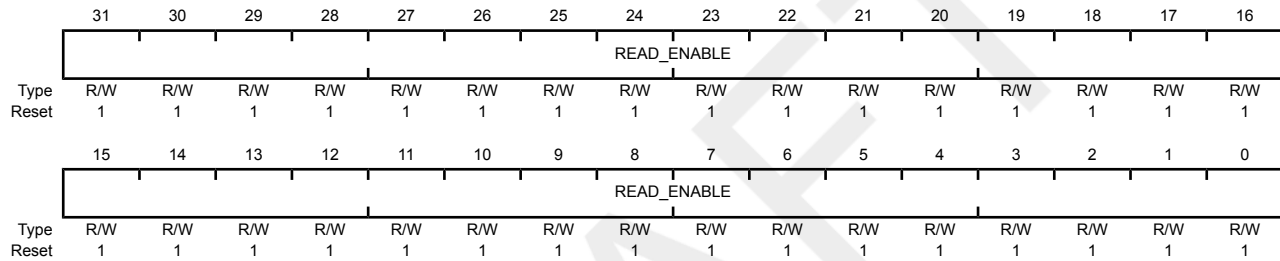 31 30 29 28 27 26 25 24 23 22 21 20 19 18 17 16
READ_ENABLE
Type R/W R/W R/W R/W R/W R/W R/W R/W R/W R/W R/W R/W R/W R/W R/W R/W
Reset 1 1 1 1 1 1 1 1 1 1 1 1 1 1 1 1
15 14 13 12 11 10 9 8 7 6 5 4 3 2 1 0
READ_ENABLE
Type R/W R/W R/W R/W R/W R/W R/W R/W R/W R/W R/W R/W R/W R/W R/W R/W
Reset 1 1 1 1 1 1 1 1 1 1 1 1 1 1 1 1